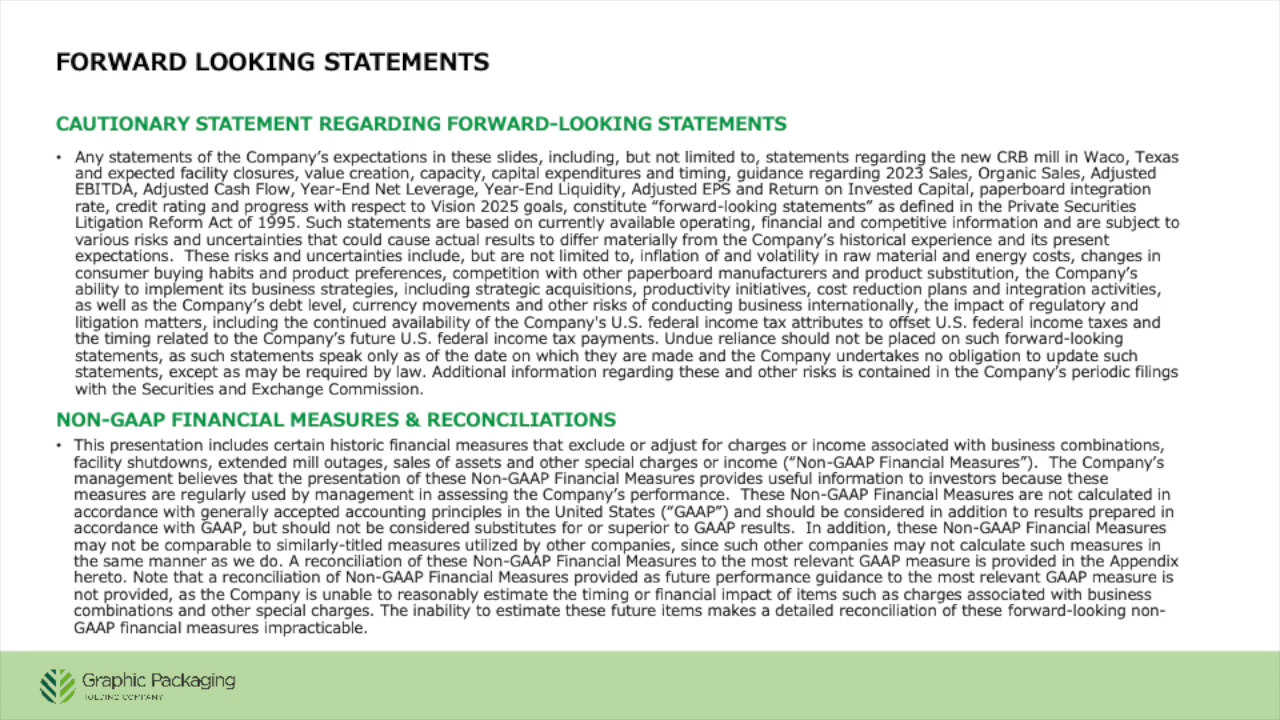 FORWARD LOOKING STATEMENTS
CAUTIONARY STATEMENT REGARDING FORWARD-LOOKING STATEMENTS
• Any statements of the Company's expectations in these slides, including, but not limited to, statements regarding the new CRB mill in Waco, Texas
and expected facility closures, value creation, capacity, capital expenditures and timing, guidance regarding 2023 Sales, Organic Sales, Adjusted
EBITDA, Adjusted Cash Flow, Year-End Net Leverage, Year-End Liquidity, Adjusted EPS and Return on Invested Capital, paperboard integration
rate, credit rating and progress with respect to Vision 2025 goals, constitute “forward-looking statements” as defined in the Private Securities
Litigation Reform Act of 1995. Such statements are based on currently available operating, financial and competitive information and are subject to
various risks and uncertainties that could cause actual results to differ materially from the Company's historical experience and its present
expectations.  These risks and uncertainties include, but are not limited to, inflation of and volatility in raw material and energy costs, changes in
consumer buying habits and product preferences, competition with other paperboard manufacturers and product substitution, the Company's
ability to implement its business strategies, including strategic acquisitions, productivity initiatives, cost reduction plans and integration activities,
as well as the Company's debt level, currency movements and other risks of conducting business internationally, the impact of regulatory and
litigation matters, including the continued availability of the Company's U.S. federal income tax attributes to offset U.S. federal income taxes and
the timing related to the Company's future U.S. federal income tax payments. Undue reliance should not be placed on such forward-looking
statements, as such statements speak only as of the date on which they are made and the Company undertakes no obligation to update such
statements, except as may be required by law. Additional information regarding these and other risks is contained in the Company's periodic filings
with the Securities and Exchange Commission.
NON-GAAP FINANCIAL MEASURES & RECONCILIATIONS
• This presentation includes certain historic financial measures that exclude or adjust for charges or income associated with business combinations,
facility shutdowns, extended mill outages, sales of assets and other special charges or income (“Non-GAAP Financial Measures”).  The Company's
management believes that the presentation of these Non-GAAP Financial Measures provides useful information to investors because these
measures are regularly used by management in assessing the Company's performance.  These Non-GAAP Financial Measures are not calculated in
accordance with generally accepted accounting principles in the United States (“GAAP”) and should be considered in addition to results prepared in
accordance with GAAP, but should not be considered substitutes for or superior to GAAP results.  In addition, these Non-GAAP Financial Measures
may not be comparable to similarly-titled measures utilized by other companies, since such other companies may not calculate such measures in
the same manner as we do. A reconciliation of these Non-GAAP Financial Measures to the most relevant GAAP measure is provided in the Appendix
hereto. Note that a reconciliation of Non-GAAP Financial Measures provided as future performance guidance to the most relevant GAAP measure is
not provided, as the Company is unable to reasonably estimate the timing or financial impact of items such as charges associated with business
combinations and other special charges. The inability to estimate these future items makes a detailed reconciliation of these forward-looking non-
GAAP financial measures impracticable.
Graphic Packaging
HOLDING COMPANY